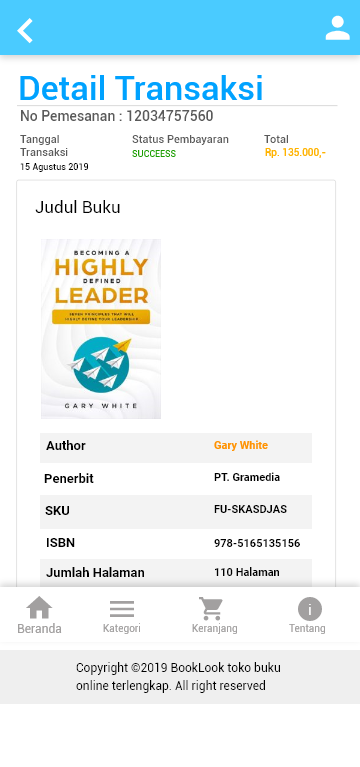 Detail Transaksi
No Pemesanan : 12034757560
Tanggal Transaksi
15 Agustus 2019
Status Pembayaran
SUCCESS
Total
Rp. 135.000,-
Judul Buku
BECOMING A
HIGHLY
DEFINED
LEADER
SEVEN PRINCIPLES THAT WILL
HIGHLY DEFINE YOUR LEADERSHIP
GARY WHITE
Author Gary White
Penerbit PT. Gramedia
SKU FU-SKASDJAS
ISBN 978-5165135156
Jumlah Halaman 110 Halaman
Beranda Kategori Keranjang Tentang
Copyright ©2019 BookLook toko buku
online terlengkap. All right reserved